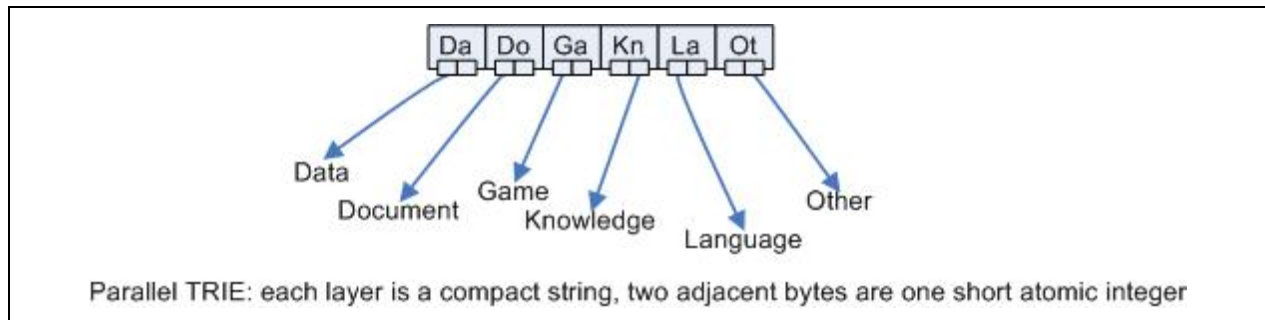 Da Do Ga Kn La Ot
Data
Document
Game
Knowledge
Language
Other
Parallel TRIE: each layer is a compact string, two adjacent bytes are one short atomic integer